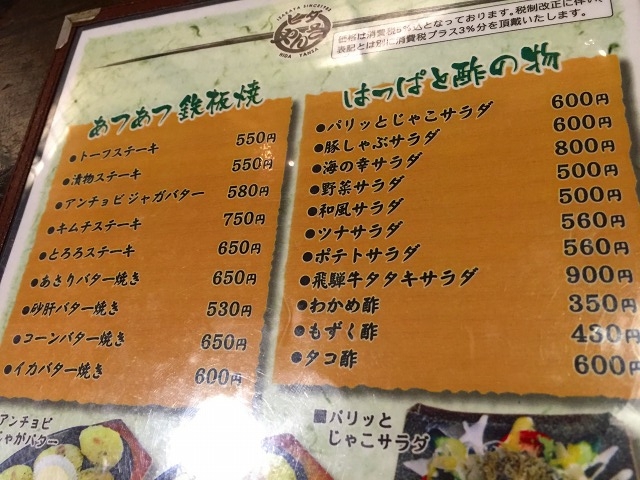 ISAKAYA SINCE1988
ヒダ
HIDA TAKKA
価格は消費税5%込となっております。税制改正に伴い、
表記とは別に消費税プラス3%分を頂戴いたします。
あつあつ鉄板焼
●トーフステーキ 550円
●漬物ステーキ 550円
●アンチョビジャガバター 580円
●キムチステーキ 750円
●とろろステーキ 650円
●あさりバター焼き 650円
●砂肝バター焼き 530円
●コーンバター焼き 650円
●イカバター焼き 600円
はっぱと酢の物
●パリッとじゃこサラダ 600円
●豚しゃぶサラダ 600円
●海の幸サラダ 800円
●野菜サラダ 500円
●和風サラダ 500円
●ツナサラダ 560円
●ポテトサラダ 560円
●飛騨牛タタキサラダ 900円
●わかめ酢 350円
●もずく酢 430円
●タコ酢 600円
アンチョビ
じゃがバター
■パリッと
じゃこサラダ